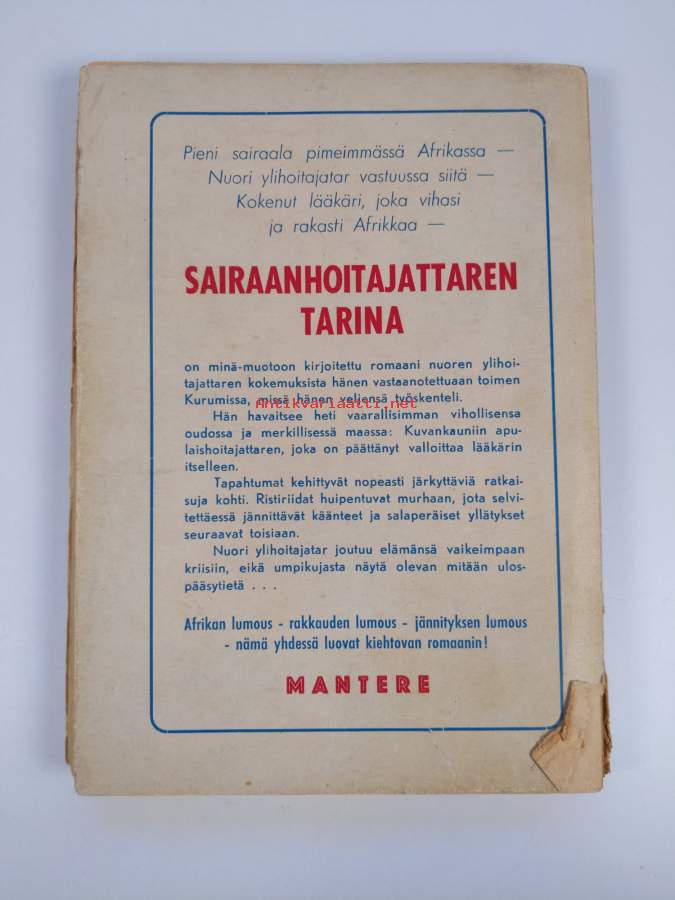 Pieni sairaala pimeimmässä Afrikassa —
Nuori ylihoitajatar vastuussa siitä —
Kokenut lääkäri, joka vihasi
ja rakasti Afrikkaa —
SAIRAANHOITAJATTAREN
TARINA
on minä-muotoon kirjoitettu romaani nuoren ylihoi-
tajattaren kokemuksista hänen vastaanotettuaan toimen
Kurumissa, missä hänen veljensä työskenteli.
Antikvariaatti.net
Hän havaitsee heti vaarallisimman vihollisensa
oudossa ja merkillisessä maassa: Kuvankauniin apu-
laishoitajattaren, joka on päättänyt valloittaa lääkärin
itselleen.
Tapahtumat kehittyvät nopeasti järkyttäviä ratkai-
suja kohti. Ristiriidat huipentuvat murhaan, jota selvi-
tettäessä jännittävät käänteet ja salaperäiset yllätykset
seuraavat toisiaan.
Nuori ylihoitajatar joutuu elämänsä vaikeimpaan
kriisiin, eikä umpikujasta näytä olevan mitään ulos-
pääsytietä . . .
Afrikan lumous - rakkauden lumous - jännityksen lumous
- nämä yhdessä luovat kiehtovan romaanin!
MANTERE